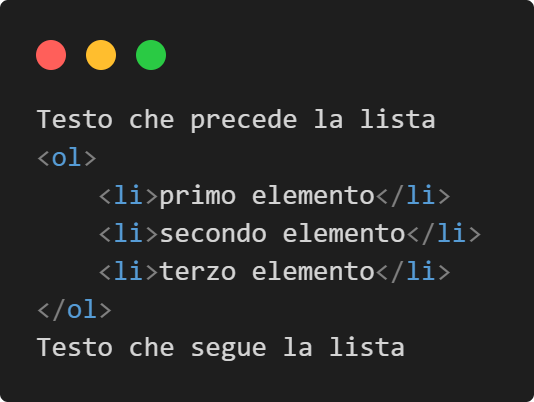 Testo che precede la lista
<ol>
    <li>primo elemento</li>
    <li>secondo elemento</li>
    <li>terzo elemento</li>
</ol>
Testo che segue la lista